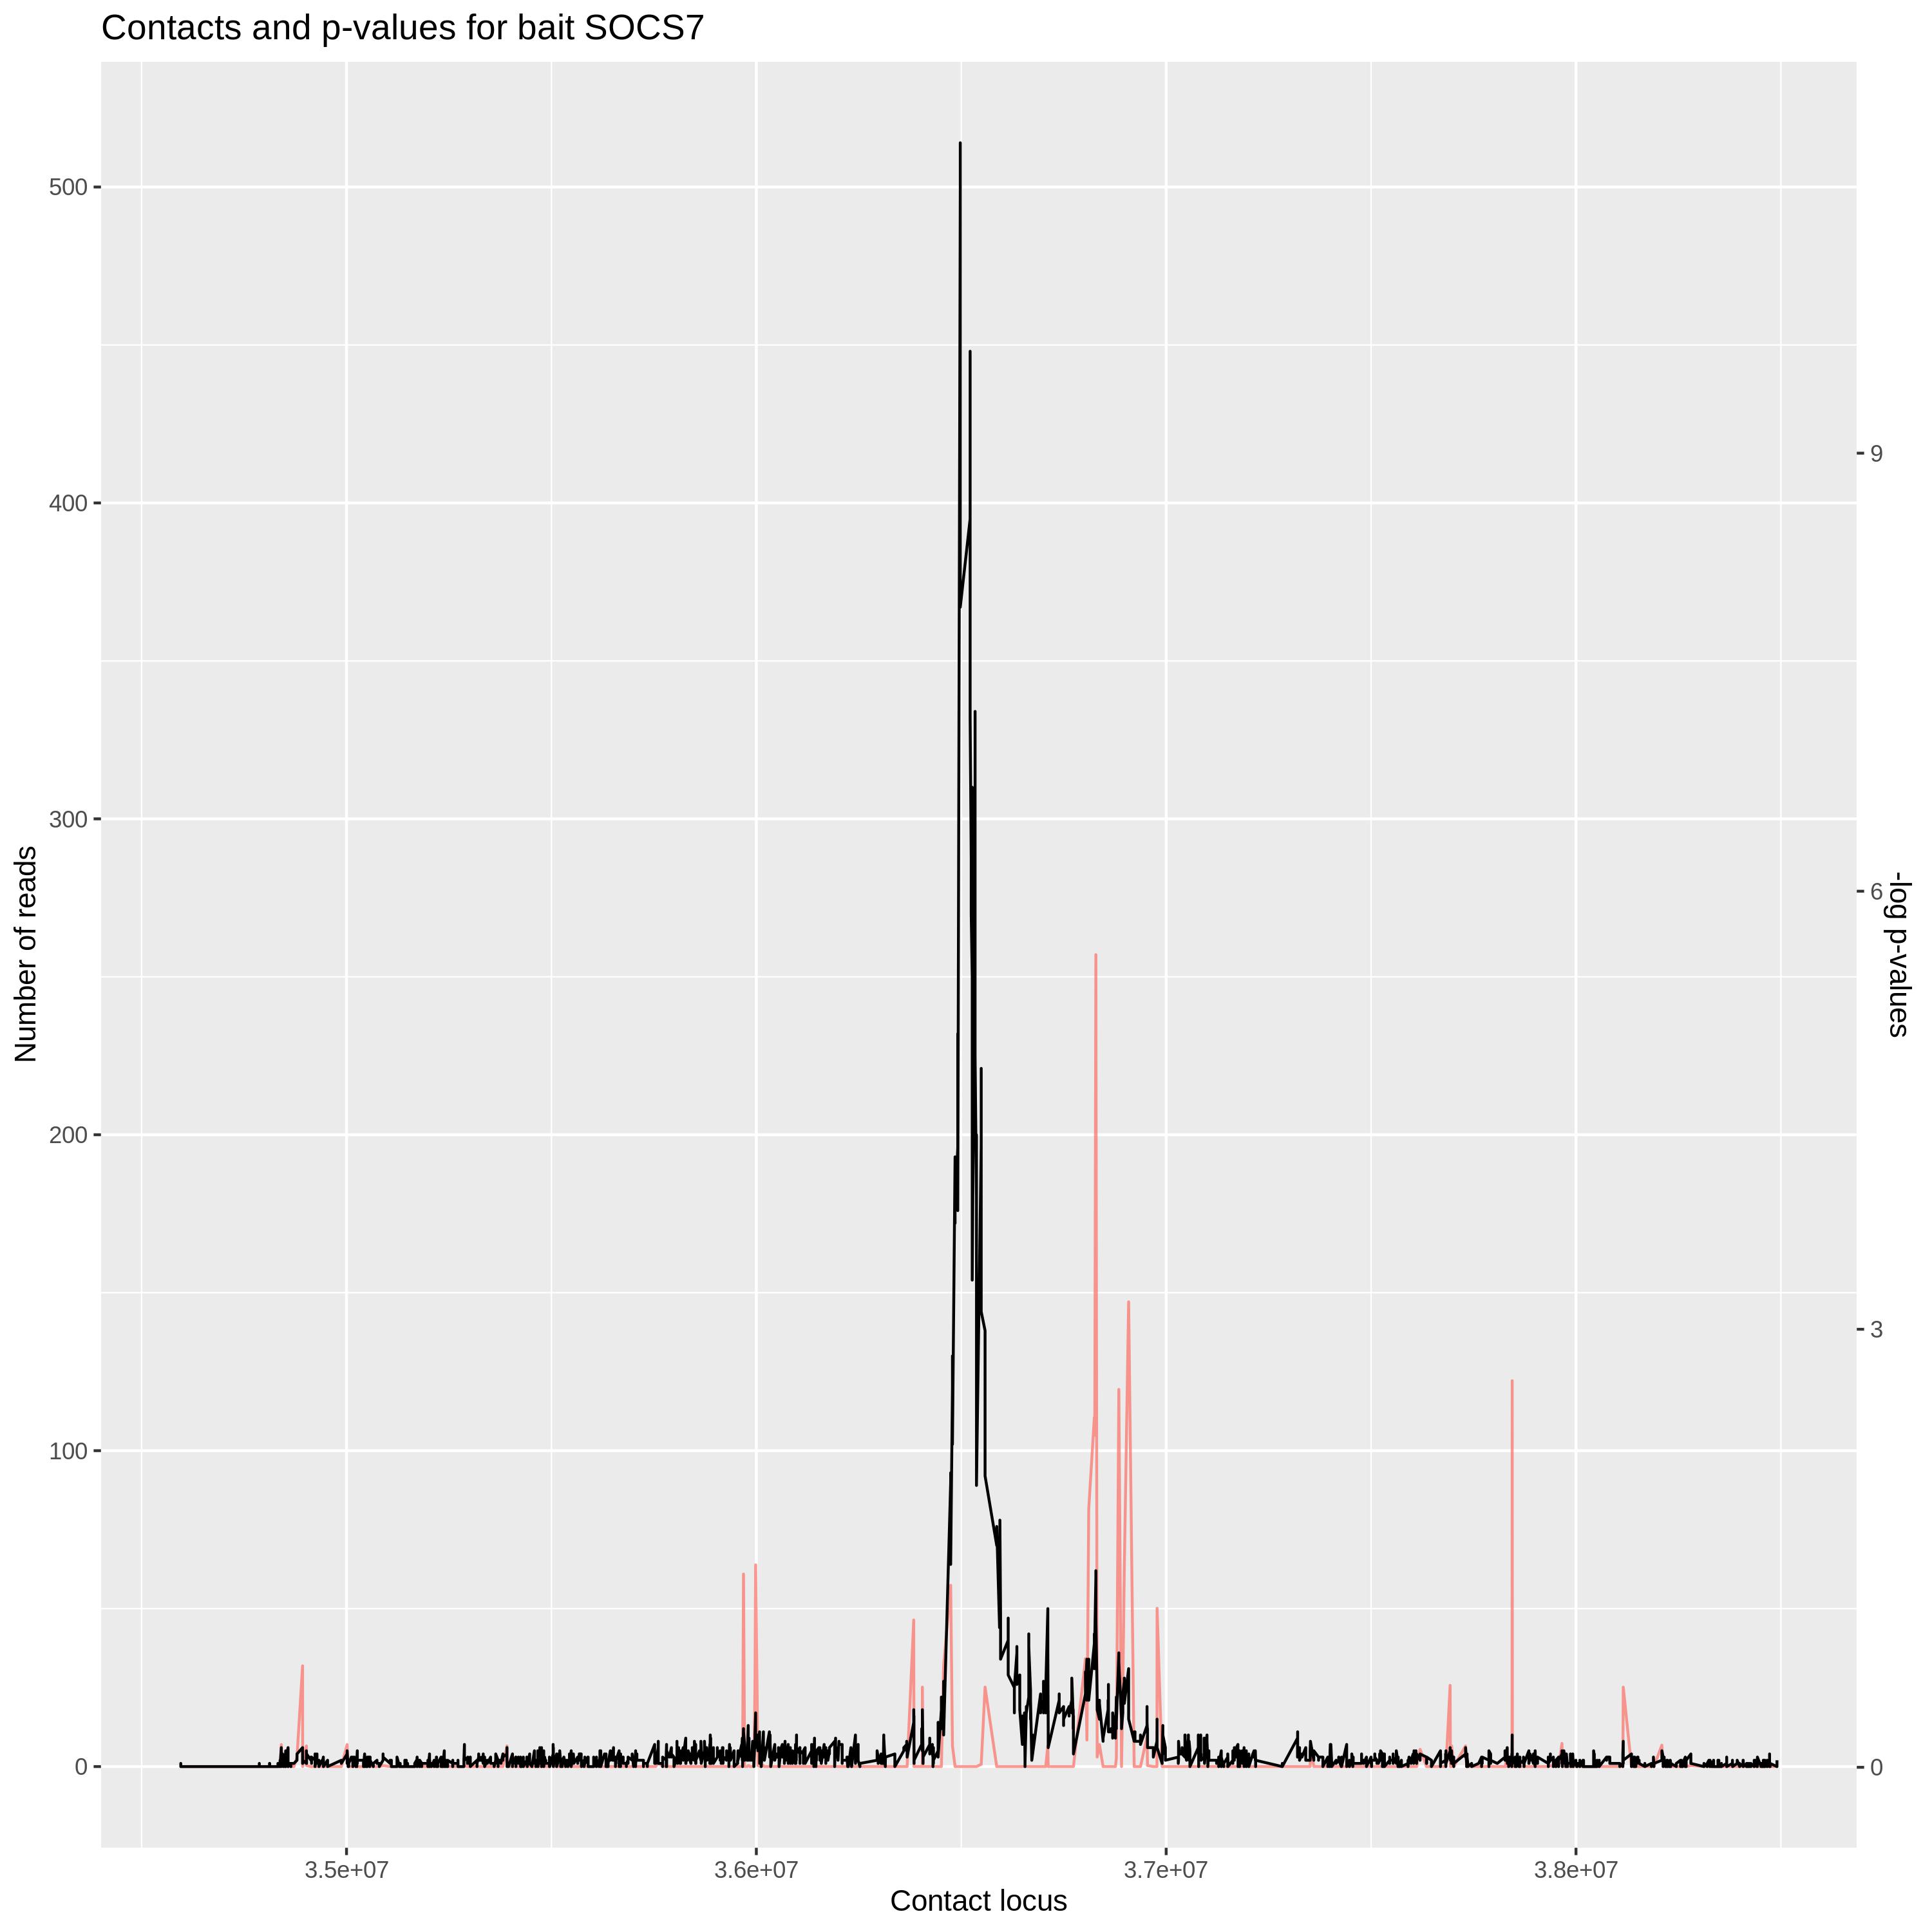 Contacts and p-values for bait SOCS7
500
400
300
200
100
0
Number of reads
9
6
3
0
-log p-values
3.5e+07
3.6e+07
3.7e+07
3.8e+07
Contact locus